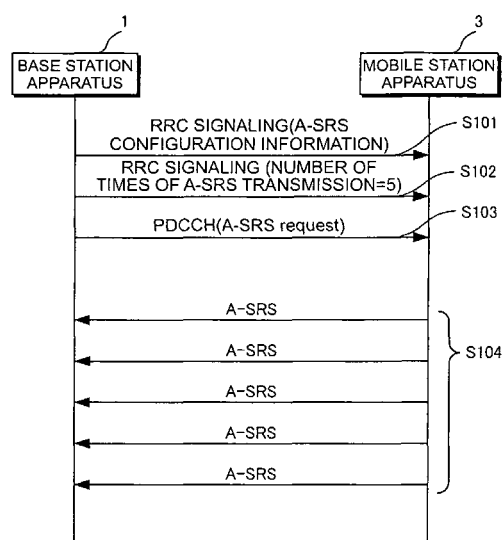 1
3
BASE STATION
APPARATUS
MOBILE STATION
APPARATUS
RRC SIGNALING(A-SRS
CONFIGURATION INFORMATION)
S101
RRC SIGNALING (NUMBER OF
TIMES OF A-SRS TRANSMISSION=5)
S102
PDCCH(A-SRS request)
S103
A-SRS
A-SRS
A-SRS
A-SRS
A-SRS
S104